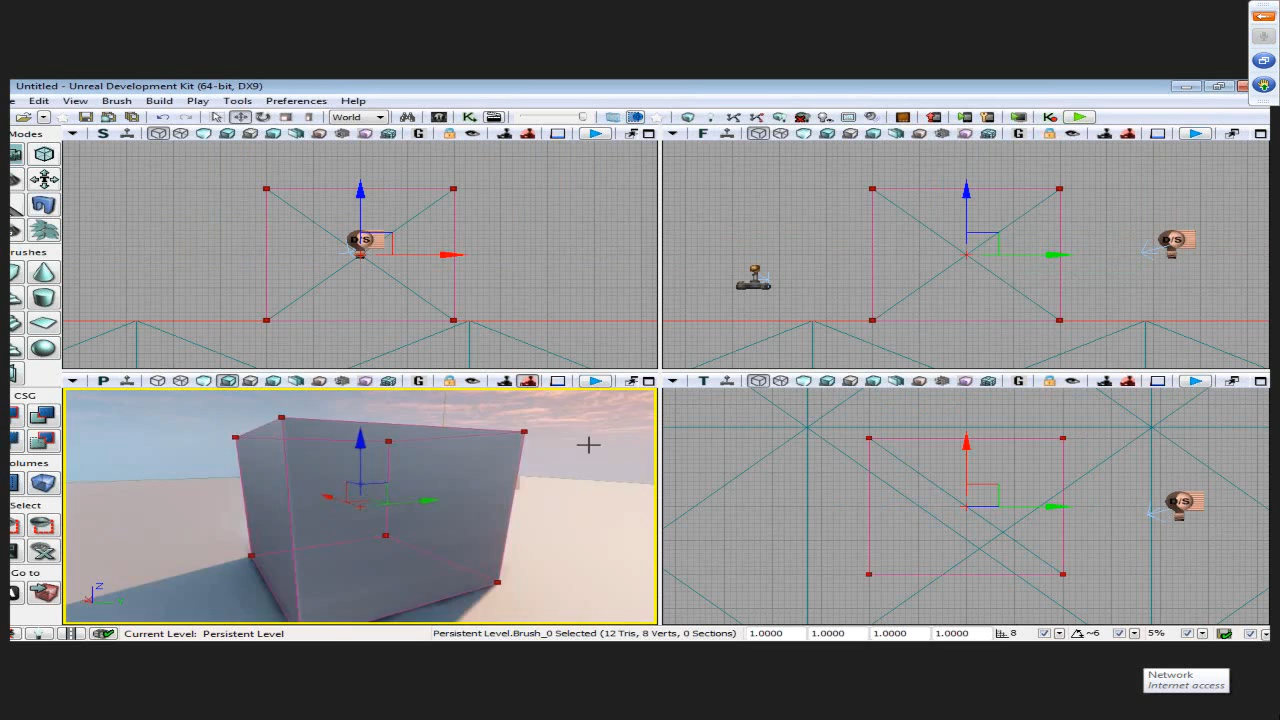 Untitled - Unreal Development Kit (64-bit, DX9)
e Edit View Brush Build Play Tools Preferences Help
World
Modes
S
G
F
G
D/S
D/S
rushes
P
G
T
G
CSG
olumes
Select
D/S
Go to
Z
Current Level: Persistent Level
Persistent Level.Brush_0 Selected (12 Tris, 8 Verts, 0 Sections)
1.0000 1.0000 1.0000 1.0000 8 ~6 5%
Network
Internet access